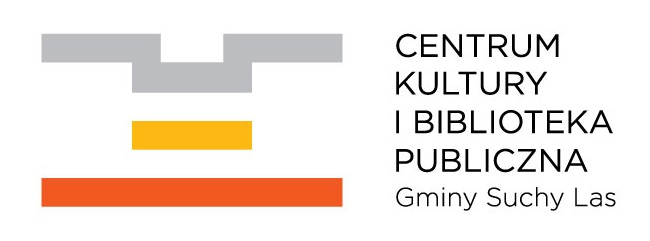 CENTRUM
KULTURY
I BIBLIOTEKA
PUBLICZNA
Gminy Suchy Las